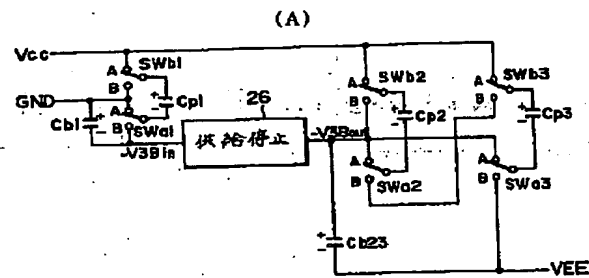 (A)
Vcc
SWb1
A
B
Cp1
GND
A
B
SWa1
Cb1
-V3Bin
26
供給停止
-V3Bout
A
B
SWb2
Cp2
A
B
SWa2
A
B
SWb3
Cp3
A
B
SWa3
Cb23
-VEE